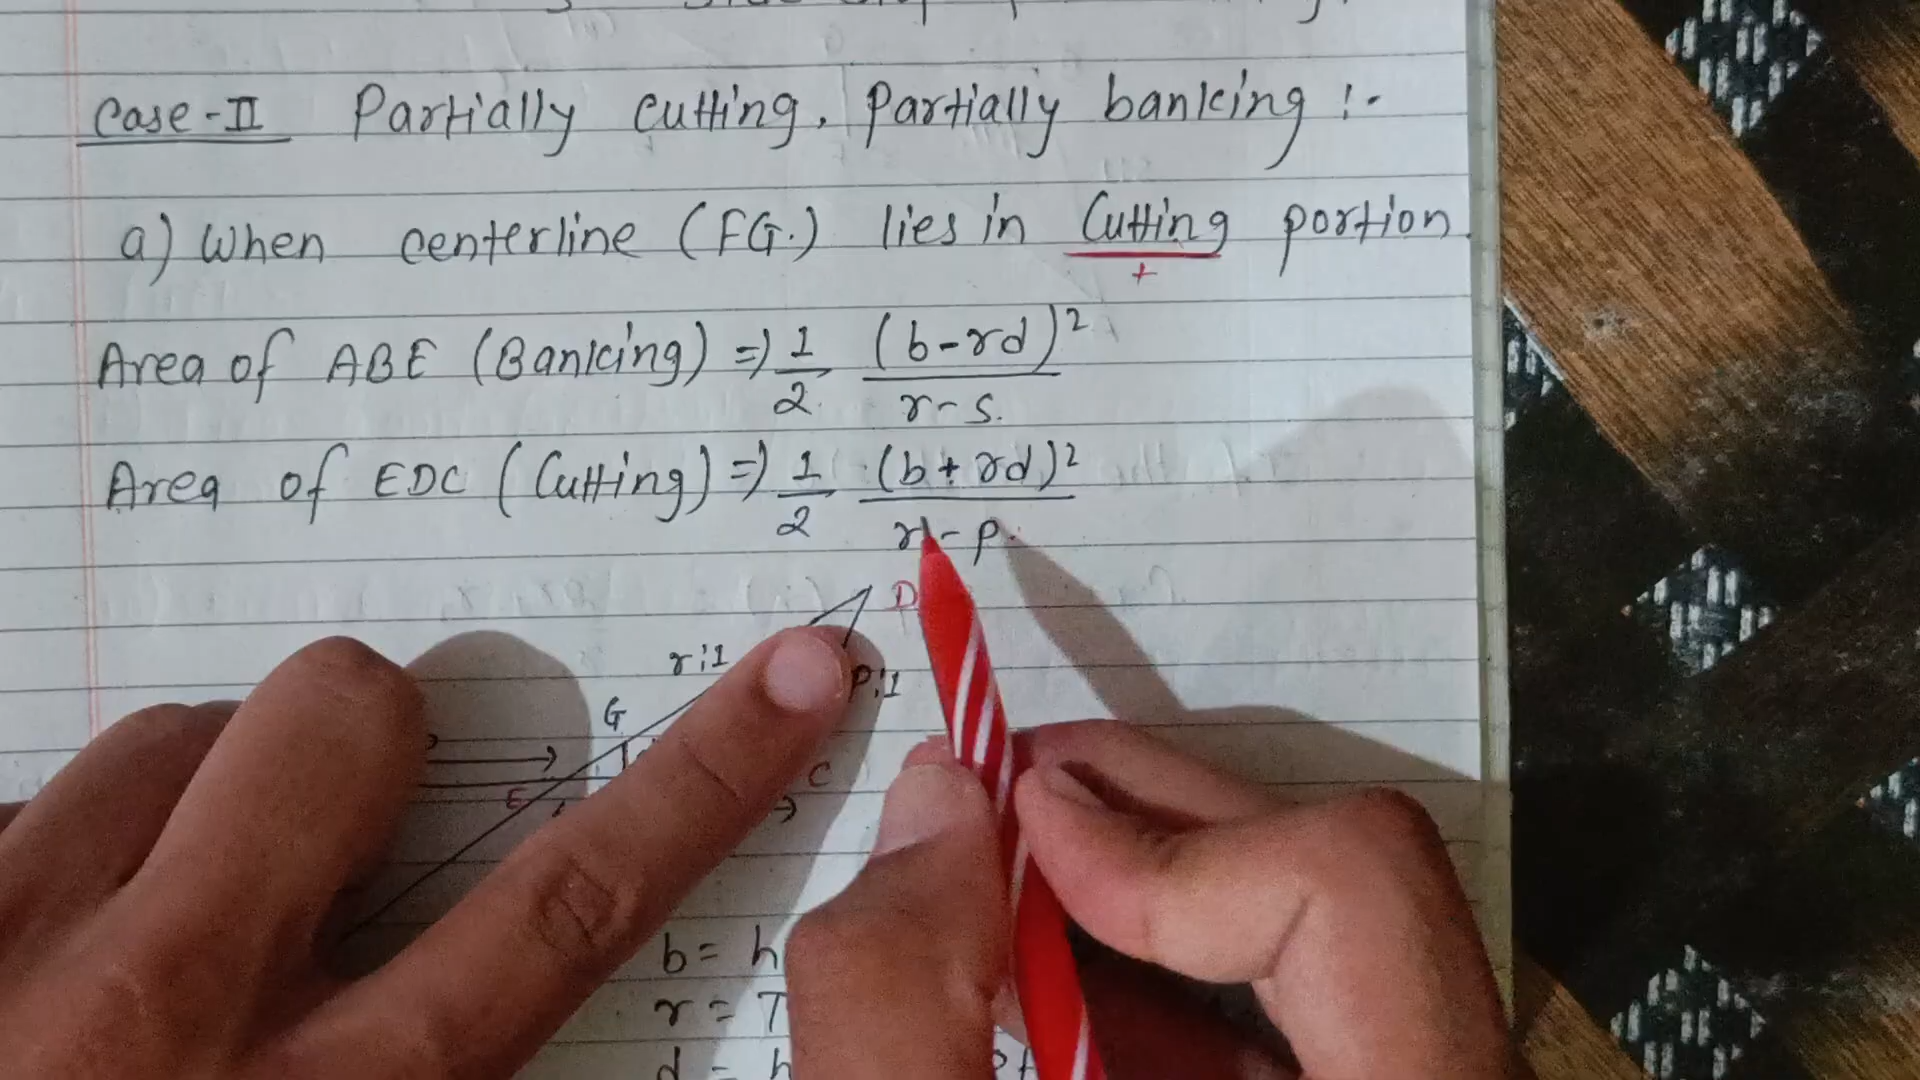 Case-II Partially cutting, Partially banking :-
a) When centerline (FG.) lies in Cutting portion.
+
Area of ABE (Banking) => 1/2 (b-rd)²/r-s.
Area of EDC (Cutting) => 1/2 (b+rd)²/r-p.
D
r:1
P:1
G
C
E
b = h
r = T
d = h